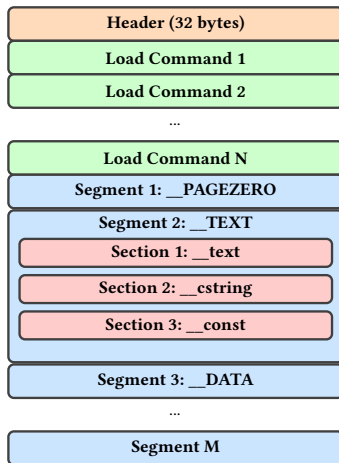 Header (32 bytes)
Load Command 1
Load Command 2
...
Load Command N
Segment 1: __PAGEZERO
Segment 2: __TEXT
Section 1: __text
Section 2: __cstring
Section 3: __const
Segment 3: __DATA
...
Segment M